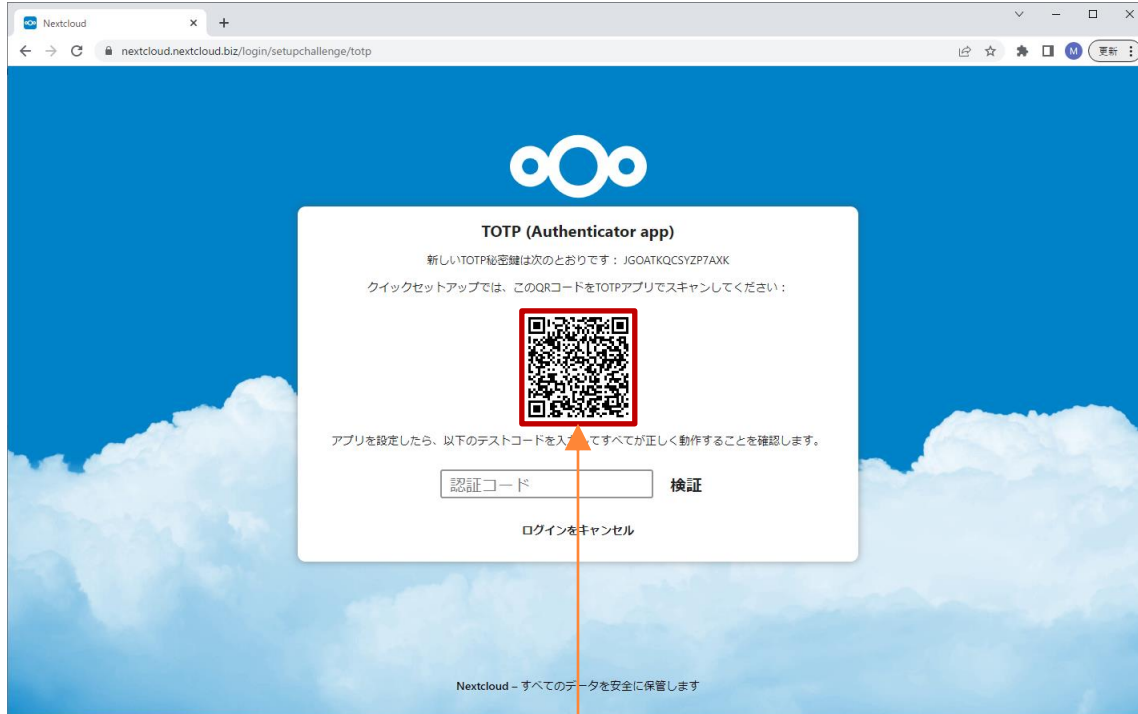 Nextcloud
nextcloud.nextcloud.biz/login/setupchallenge/totp
M
更新
TOTP (Authenticator app)
新しいTOTP秘密鍵は次のとおりです： JGOATKQCSYZP7AXK
クイックセットアップでは、このQRコードをTOTPアプリでスキャンしてください：
アプリを設定したら、以下のテストコードを入してすべてが正しく動作することを確認します。
認証コード
検証
ログインをキャンセル
Nextcloud – すべてのデータを安全に保管します